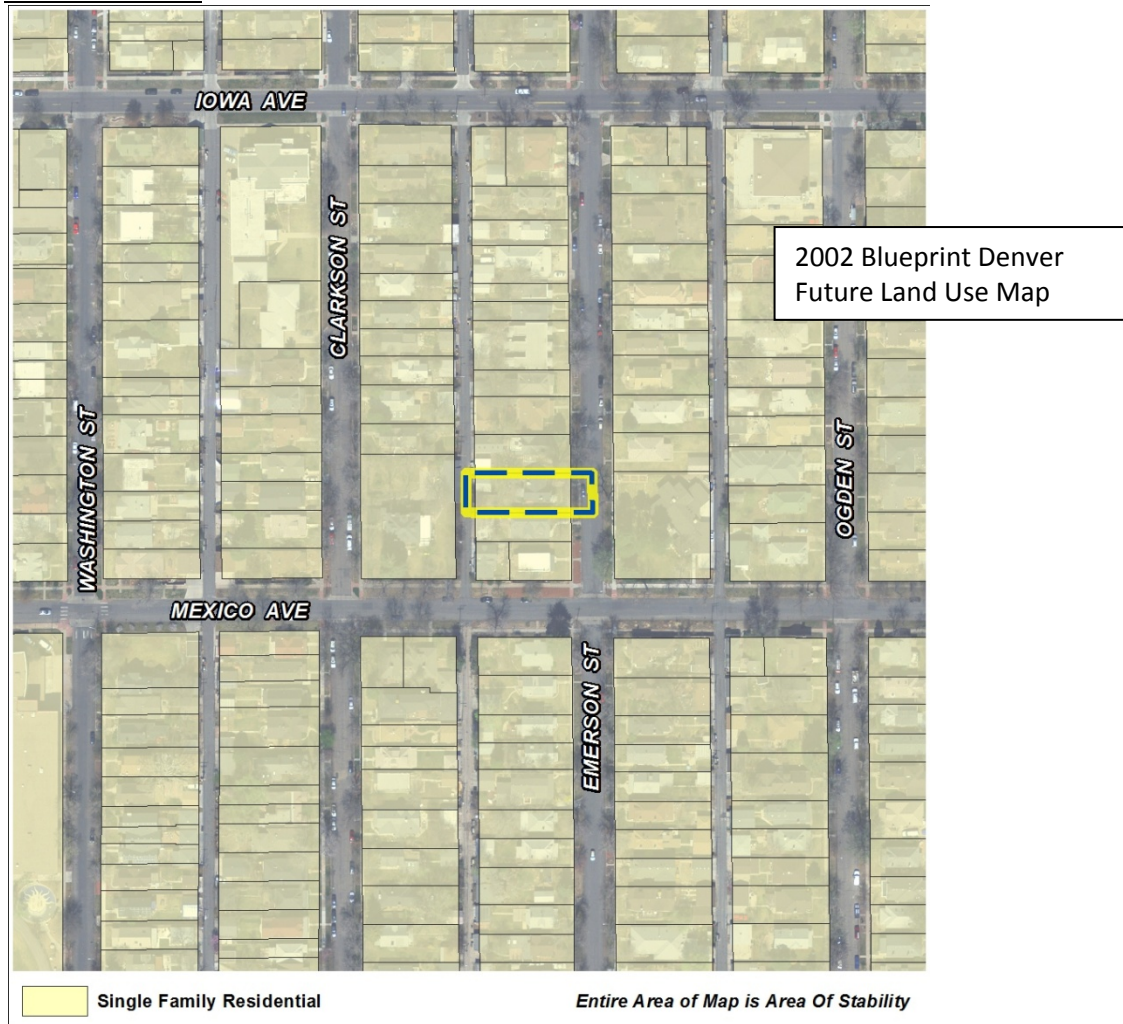 IOWA AVE
CLARKSON ST
2002 Blueprint Denver
Future Land Use Map
WASHINGTON ST
OGDEN ST
MEXICO AVE
EMERSON ST
Single Family Residential
Entire Area of Map is Area Of Stability